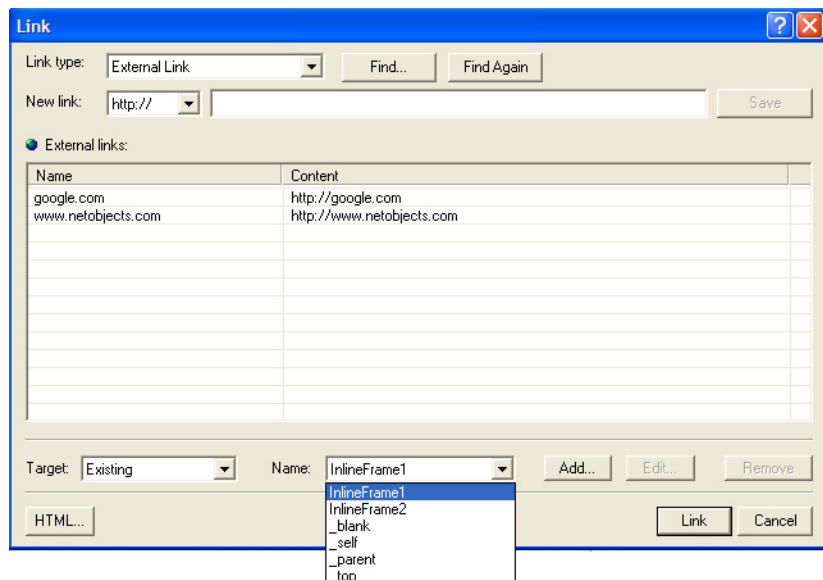 Link
Link type: External Link Find... Find Again
New link: http:// Save
External links:
Name Content
google.com http://google.com
www.netobjects.com http://www.netobjects.com
Target: Existing Name: InlineFrame1 Add... Edit... Remove
InlineFrame1
InlineFrame2
_blank
_self
_parent
_top
HTML... Link Cancel